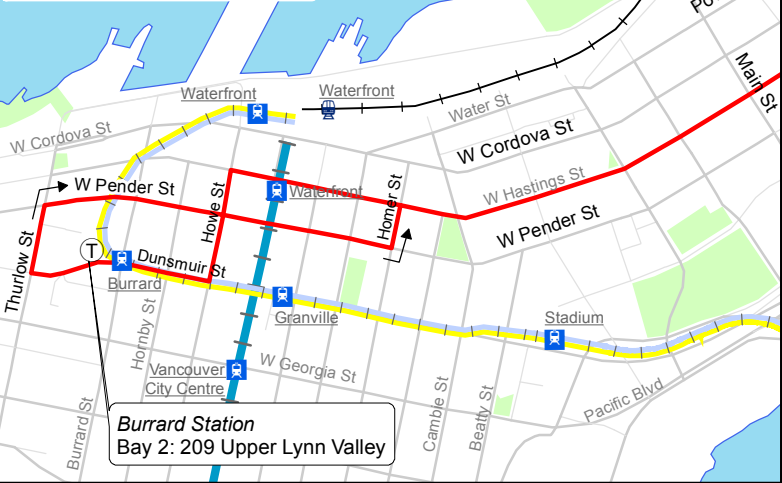 Po
Main St
Waterfront
Waterfront
Water St
W Cordova St
W Cordova St
W Pender St
Waterfront
W Hastings St
Howe St
Homer St
W Pender St
Thurlow St
T
Dunsmuir St
Burrard
Hornby St
Granville
Stadium
Vancouver
City Centre
W Georgia St
Pacific Blvd
Cambie St
Beatty St
Burrard St
Burrard Station
Bay 2: 209 Upper Lynn Valley